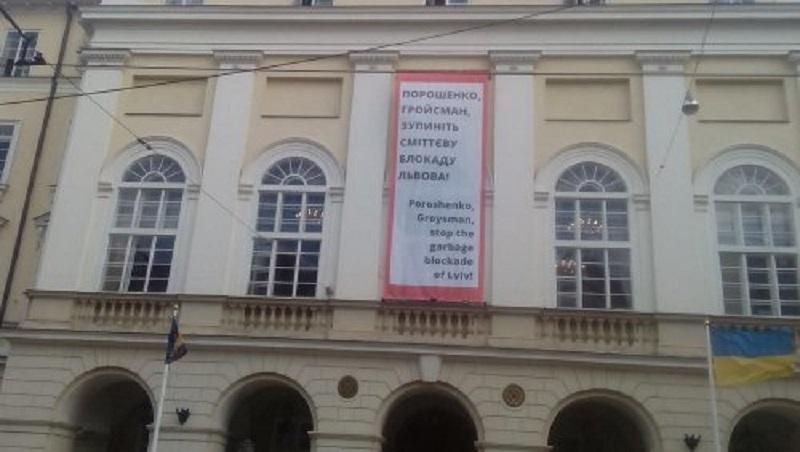 ПОРОШЕНКО,
ГРОЙСМАН,
ЗУПИНІТЬ
СМІТТЄВУ
БЛОКАДУ
ЛЬВОВА!
Poroshenko,
Groysman,
stop the
garbage
blockade
of Lviv!